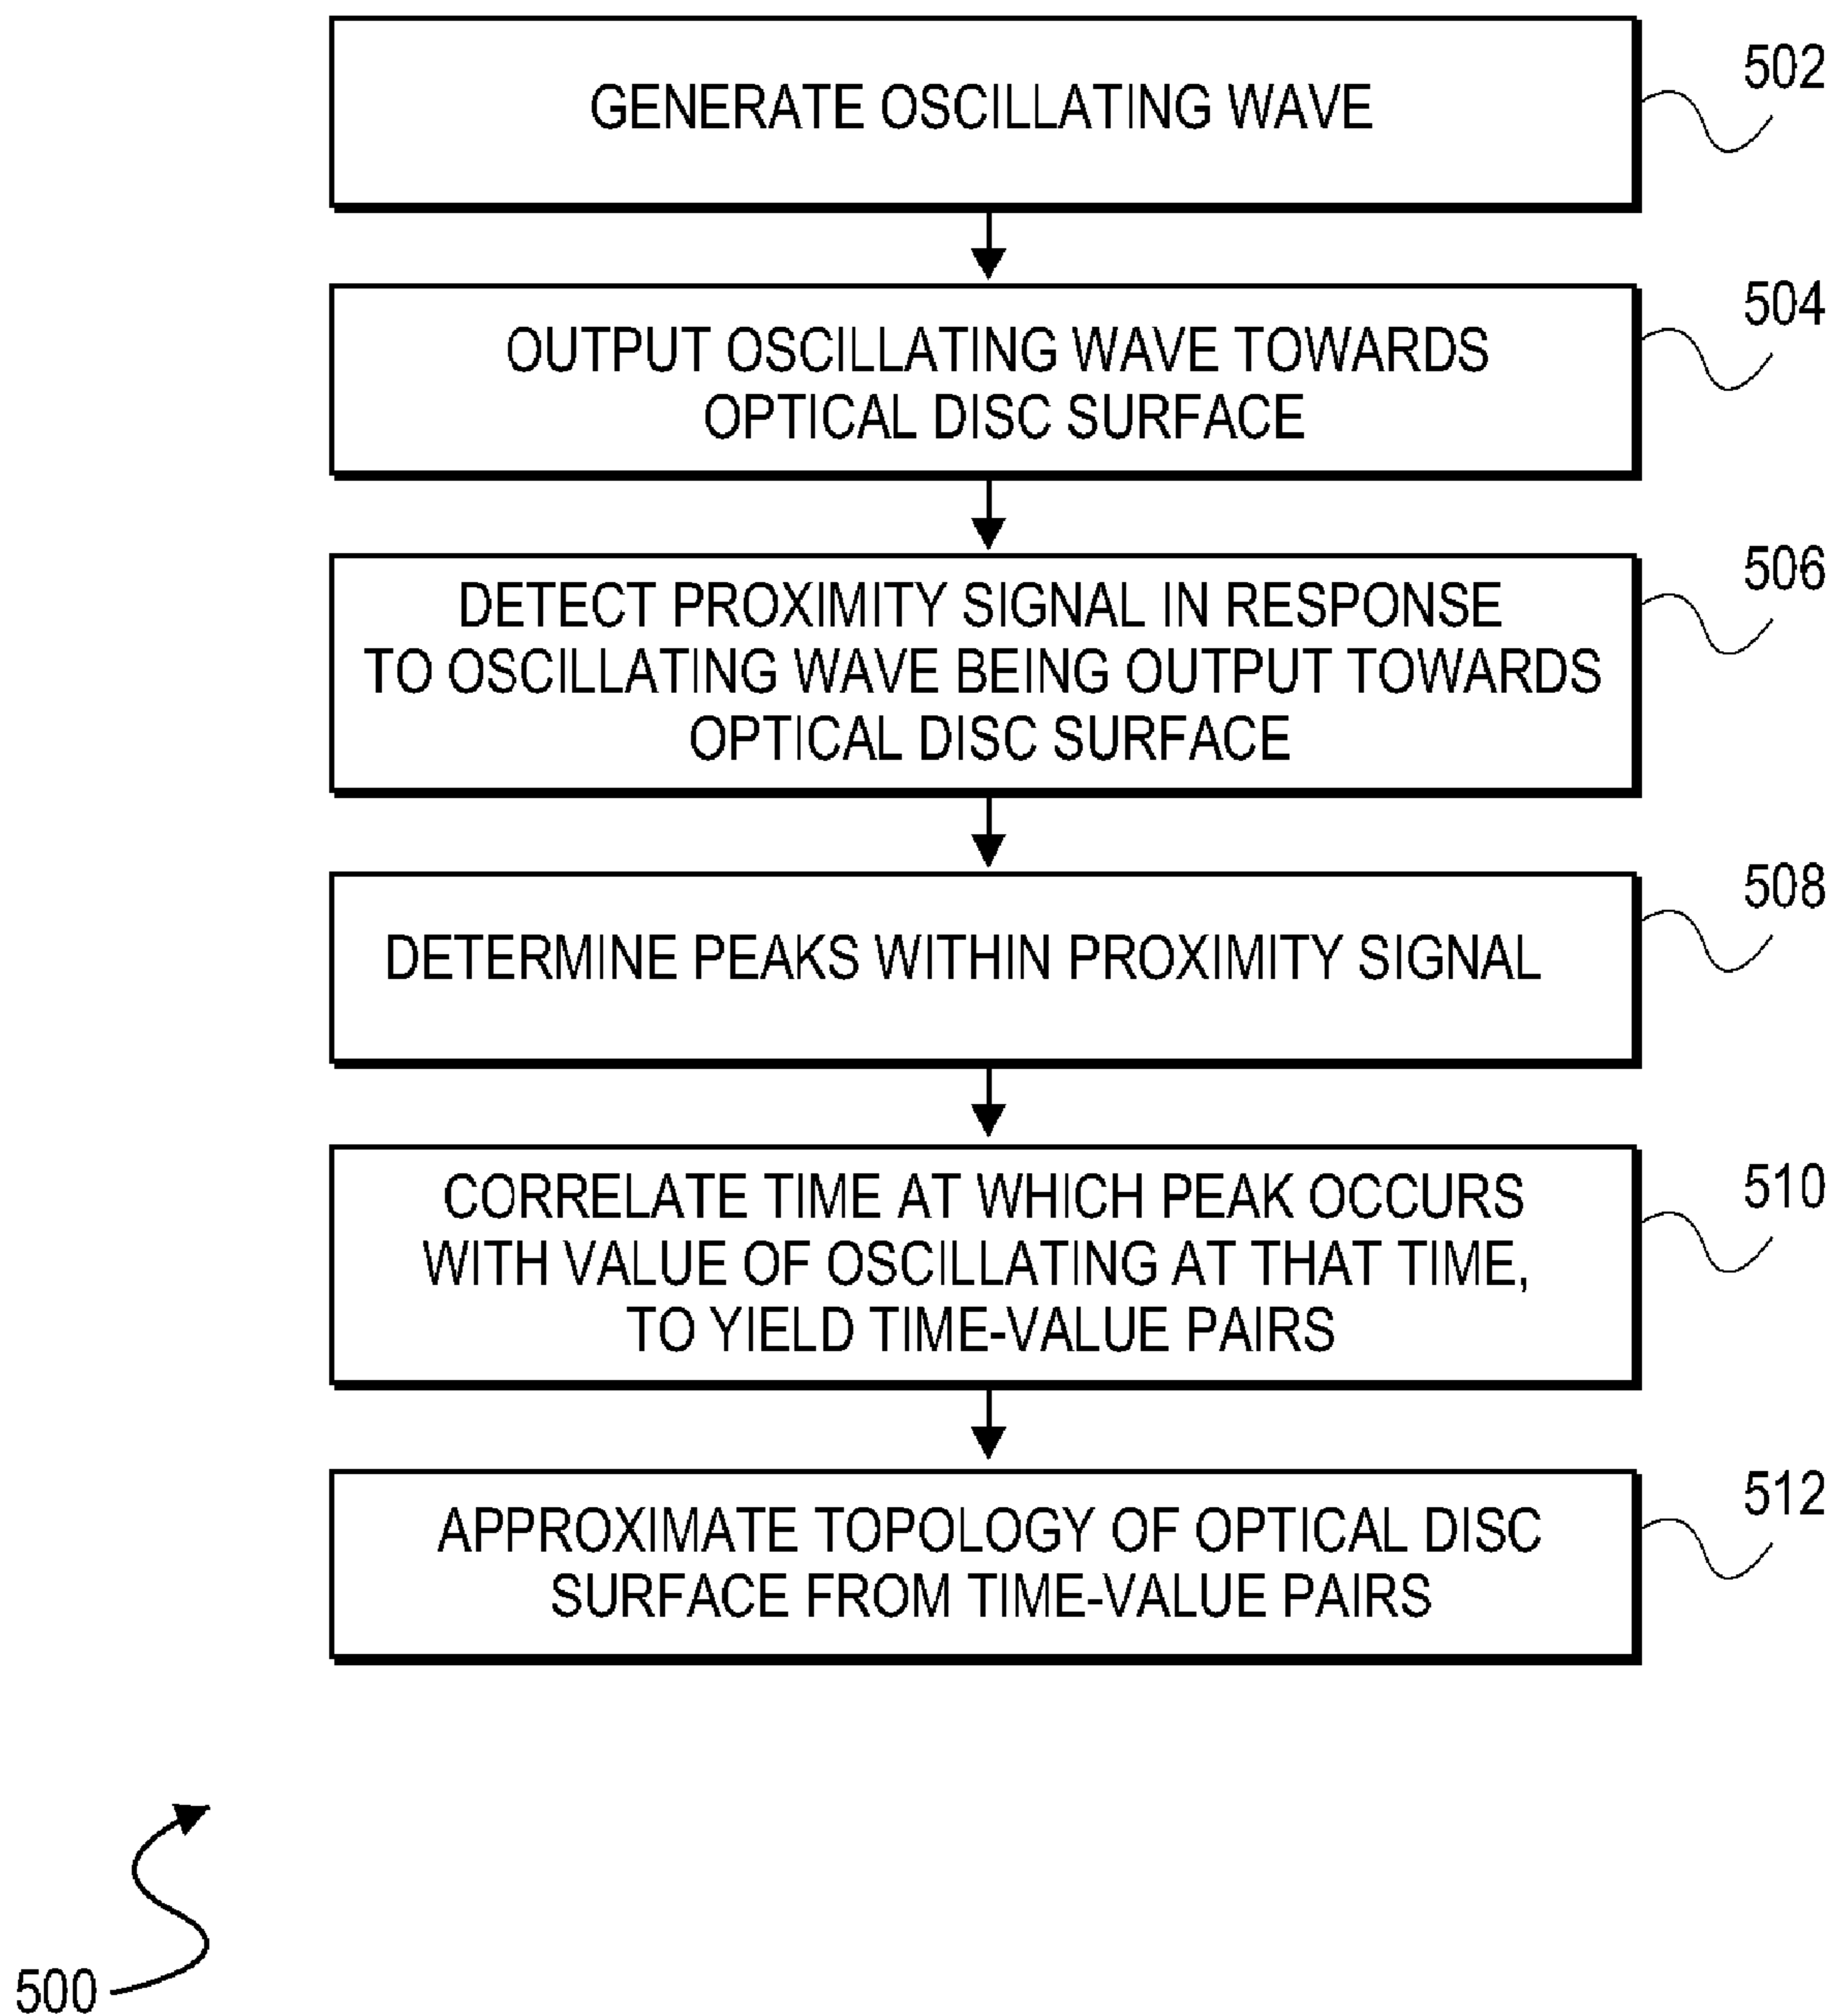 GENERATE OSCILLATING WAVE
502
OUTPUT OSCILLATING WAVE TOWARDS
OPTICAL DISC SURFACE
504
DETECT PROXIMITY SIGNAL IN RESPONSE
TO OSCILLATING WAVE BEING OUTPUT TOWARDS
OPTICAL DISC SURFACE
506
DETERMINE PEAKS WITHIN PROXIMITY SIGNAL
508
CORRELATE TIME AT WHICH PEAK OCCURS
WITH VALUE OF OSCILLATING AT THAT TIME,
TO YIELD TIME-VALUE PAIRS
510
APPROXIMATE TOPOLOGY OF OPTICAL DISC
SURFACE FROM TIME-VALUE PAIRS
512
500